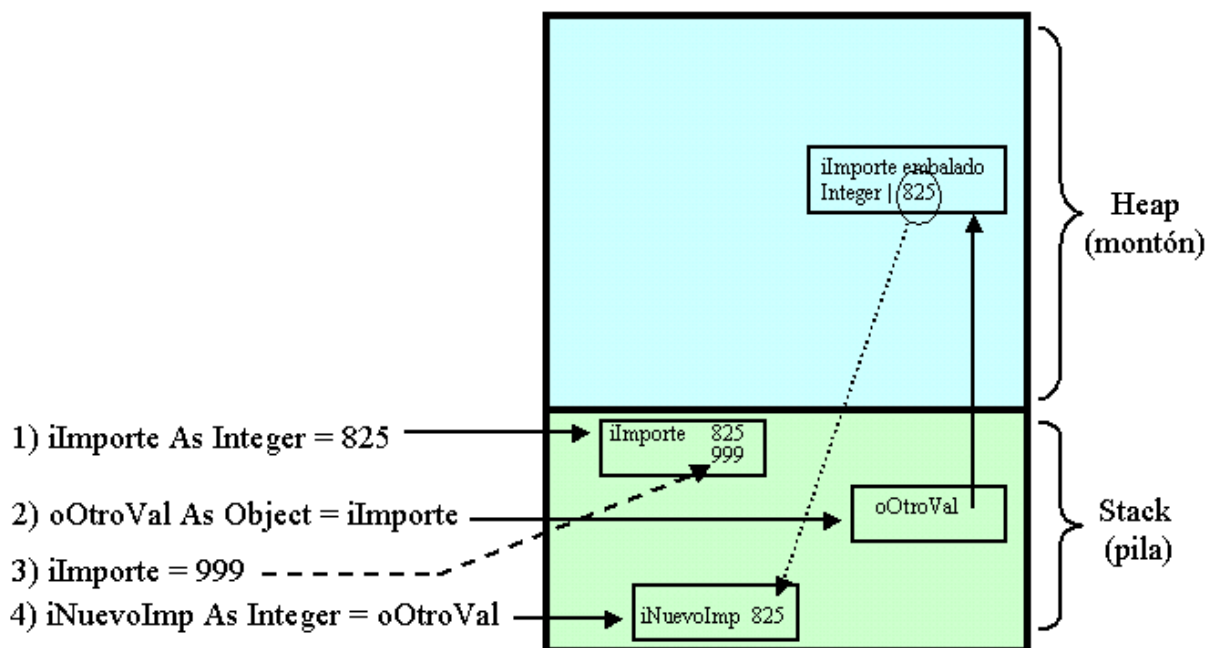 iImporte embalado
Integer | 825
Heap
(montón)
1) iImporte As Integer = 825
iImporte 825
999
2) oOtroVal As Object = iImporte
oOtroVal
Stack
(pila)
3) iImporte = 999
4) iNuevoImp As Integer = oOtroVal
iNuevoImp 825